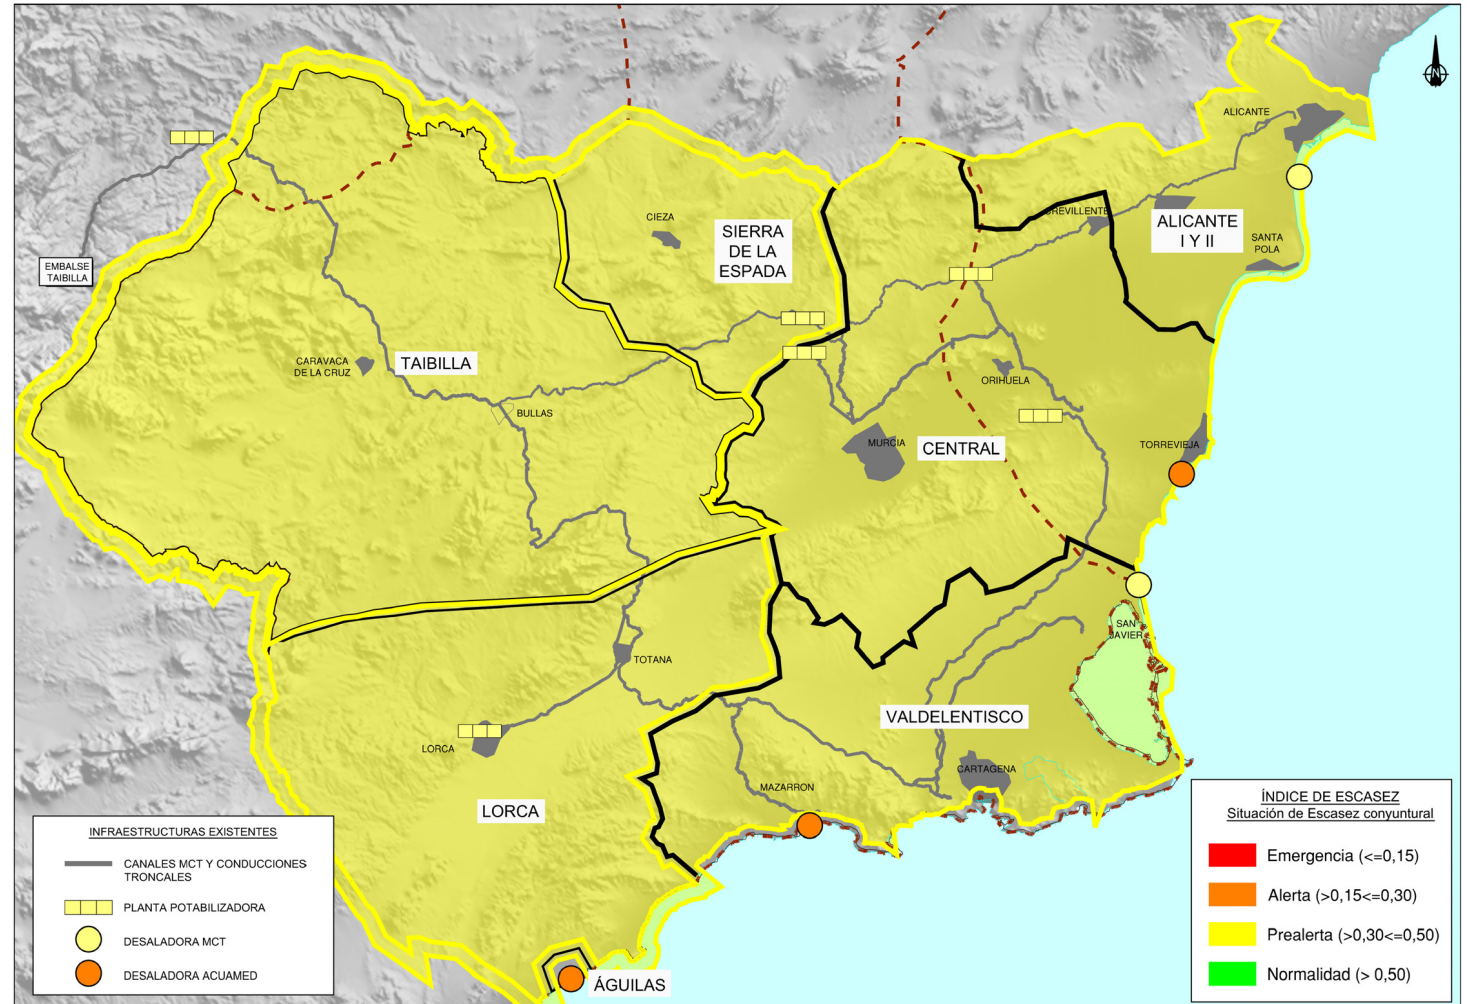 N
ALICANTE
CIEZA
SIERRA
DE LA
ESPADA
CREVILLENTE
ALICANTE
I Y II
SANTA
POLA
EMBALSE
TAIBILLA
CARAVACA
DE LA CRUZ
TAIBILLA
BULLAS
ORIHUELA
MURCIA
CENTRAL
TORREVIEJA
SAN
JAVIER
TOTANA
VALDELENTISCO
LORCA
MAZARRON
CARTAGENA
LORCA
ÁGUILAS
INFRAESTRUCTURAS EXISTENTES
CANALES MCT Y CONDUCCIONES
TRONCALES
PLANTA POTABILIZADORA
DESALADORA MCT
DESALADORA ACUAMED
ÍNDICE DE ESCASEZ
Situación de Escasez conyuntural
Emergencia (<=0,15)
Alerta (>0,15<=0,30)
Prealerta (>0,30<=0,50)
Normalidad (> 0,50)